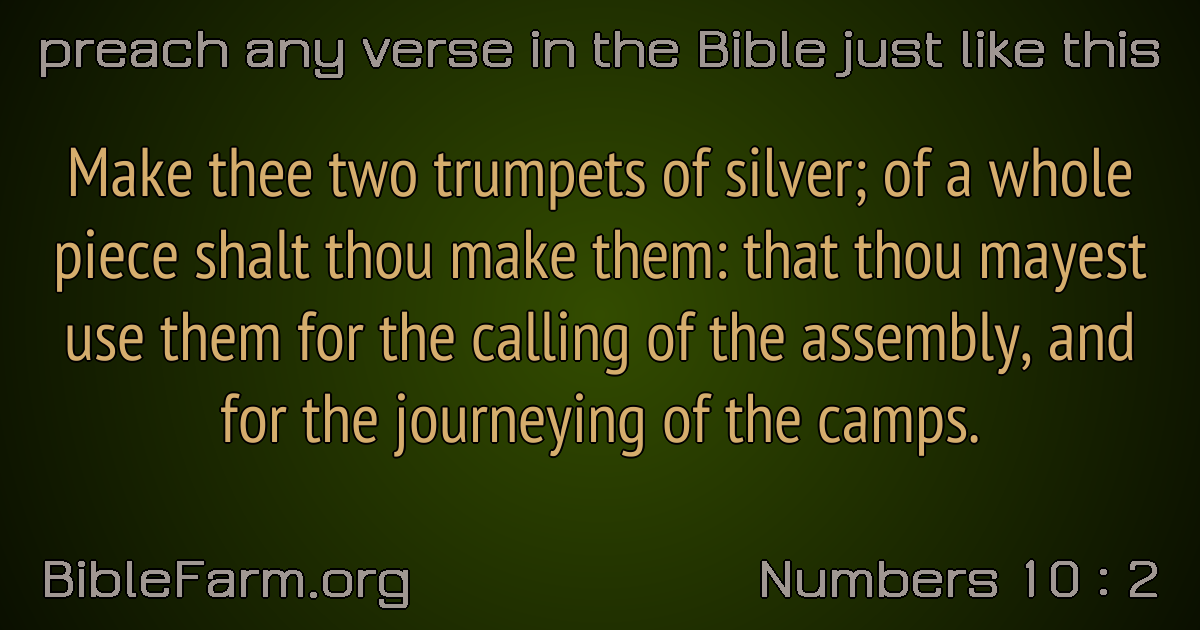 preach any verse in the Bible just like this
Make thee two trumpets of silver; of a whole
piece shalt thou make them: that thou mayest
use them for the calling of the assembly, and
for the journeying of the camps.
BibleFarm.org
Numbers 10 : 2